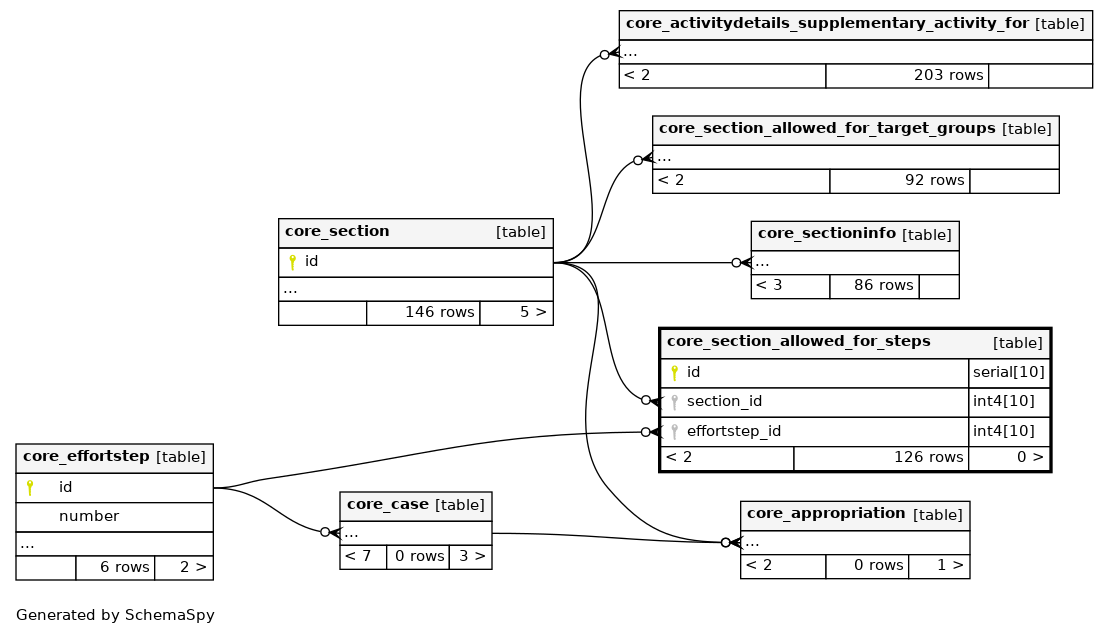 core_activitydetails_supplementary_activity_for [table]
...
< 2 203 rows
core_section_allowed_for_target_groups [table]
...
< 2 92 rows
core_section [table]
id
...
146 rows 5 >
core_sectioninfo [table]
...
< 3 86 rows
core_section_allowed_for_steps [table]
id serial[10]
section_id int4[10]
effortstep_id int4[10]
< 2 126 rows 0 >
core_effortstep [table]
id
number
...
6 rows 2 >
core_case [table]
...
< 7 0 rows 3 >
core_appropriation [table]
...
< 2 0 rows 1 >
Generated by SchemaSpy